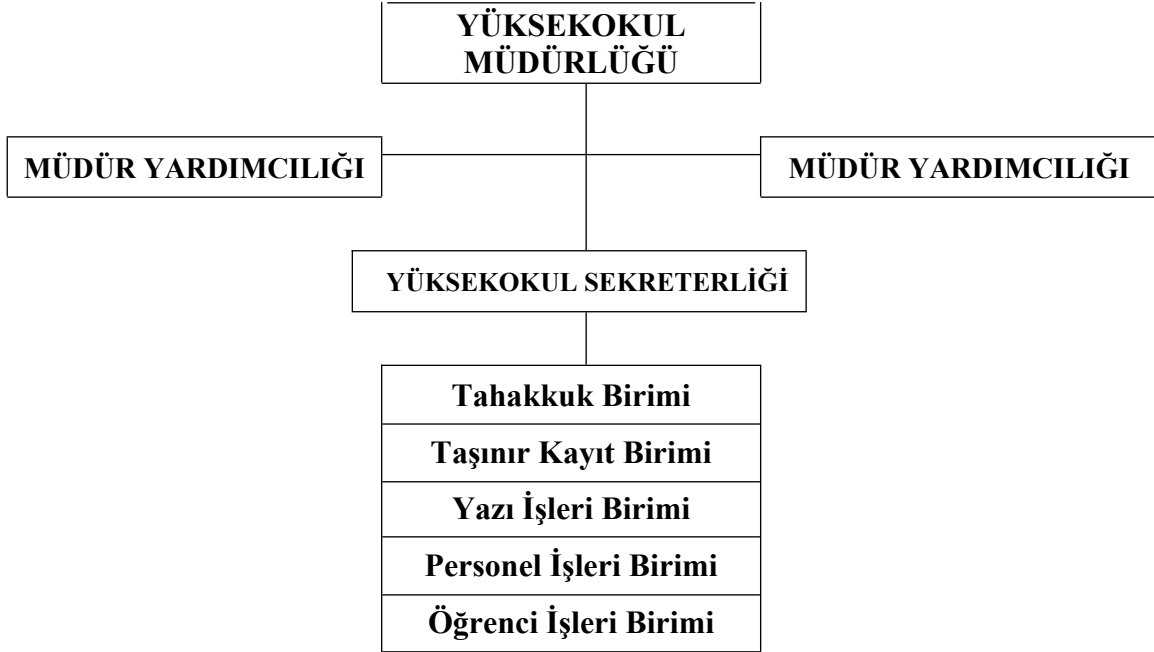 YÜKSEKOKUL
MÜDÜRLÜĞÜ
MÜDÜR YARDIMCILIĞI
MÜDÜR YARDIMCILIĞI
YÜKSEKOKUL SEKRETERLİĞİ
Tahakkuk Birimi
Taşınır Kayıt Birimi
Yazı İşleri Birimi
Personel İşleri Birimi
Öğrenci İşleri Birimi